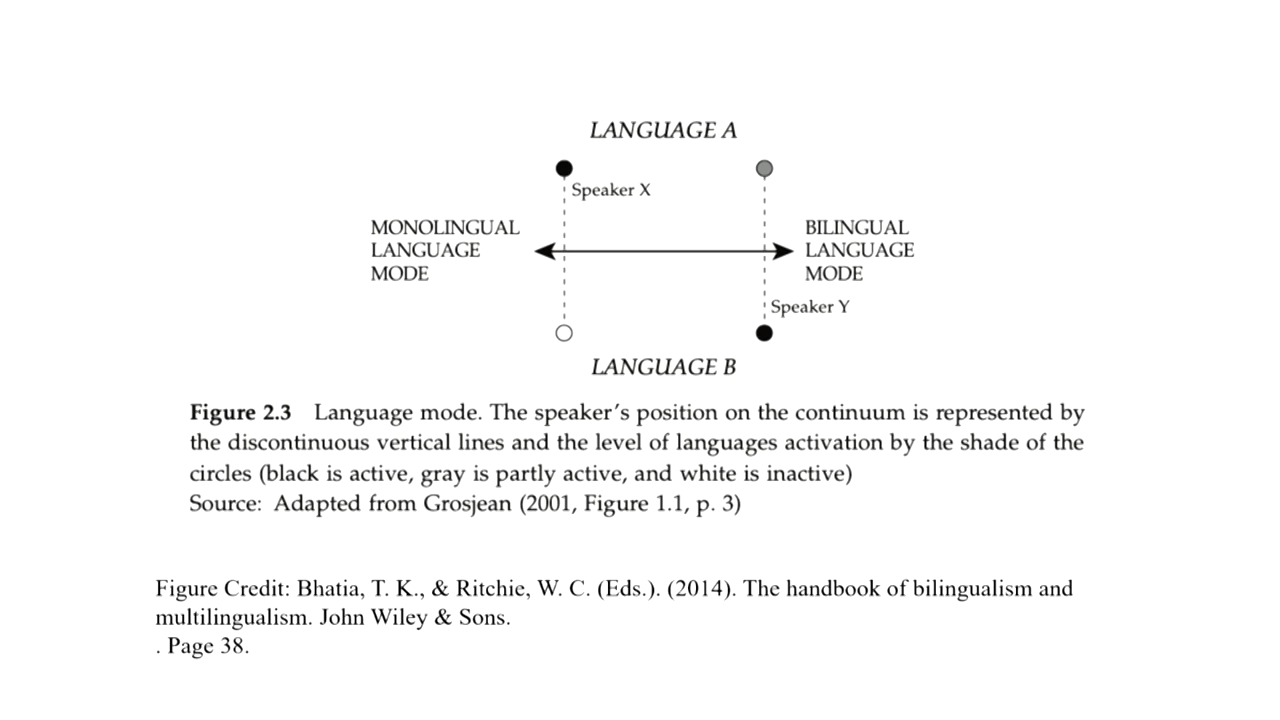 LANGUAGE A
Speaker X
MONOLINGUAL
LANGUAGE
MODE
BILINGUAL
LANGUAGE
MODE
Speaker Y
LANGUAGE B
Figure 2.3 Language mode. The speaker's position on the continuum is represented by
the discontinuous vertical lines and the level of languages activation by the shade of the
circles (black is active, gray is partly active, and white is inactive)
Source: Adapted from Grosjean (2001, Figure 1.1, p. 3)
Figure Credit: Bhatia, T. K., & Ritchie, W. C. (Eds.). (2014). The handbook of bilingualism and
multilingualism. John Wiley & Sons.
. Page 38.